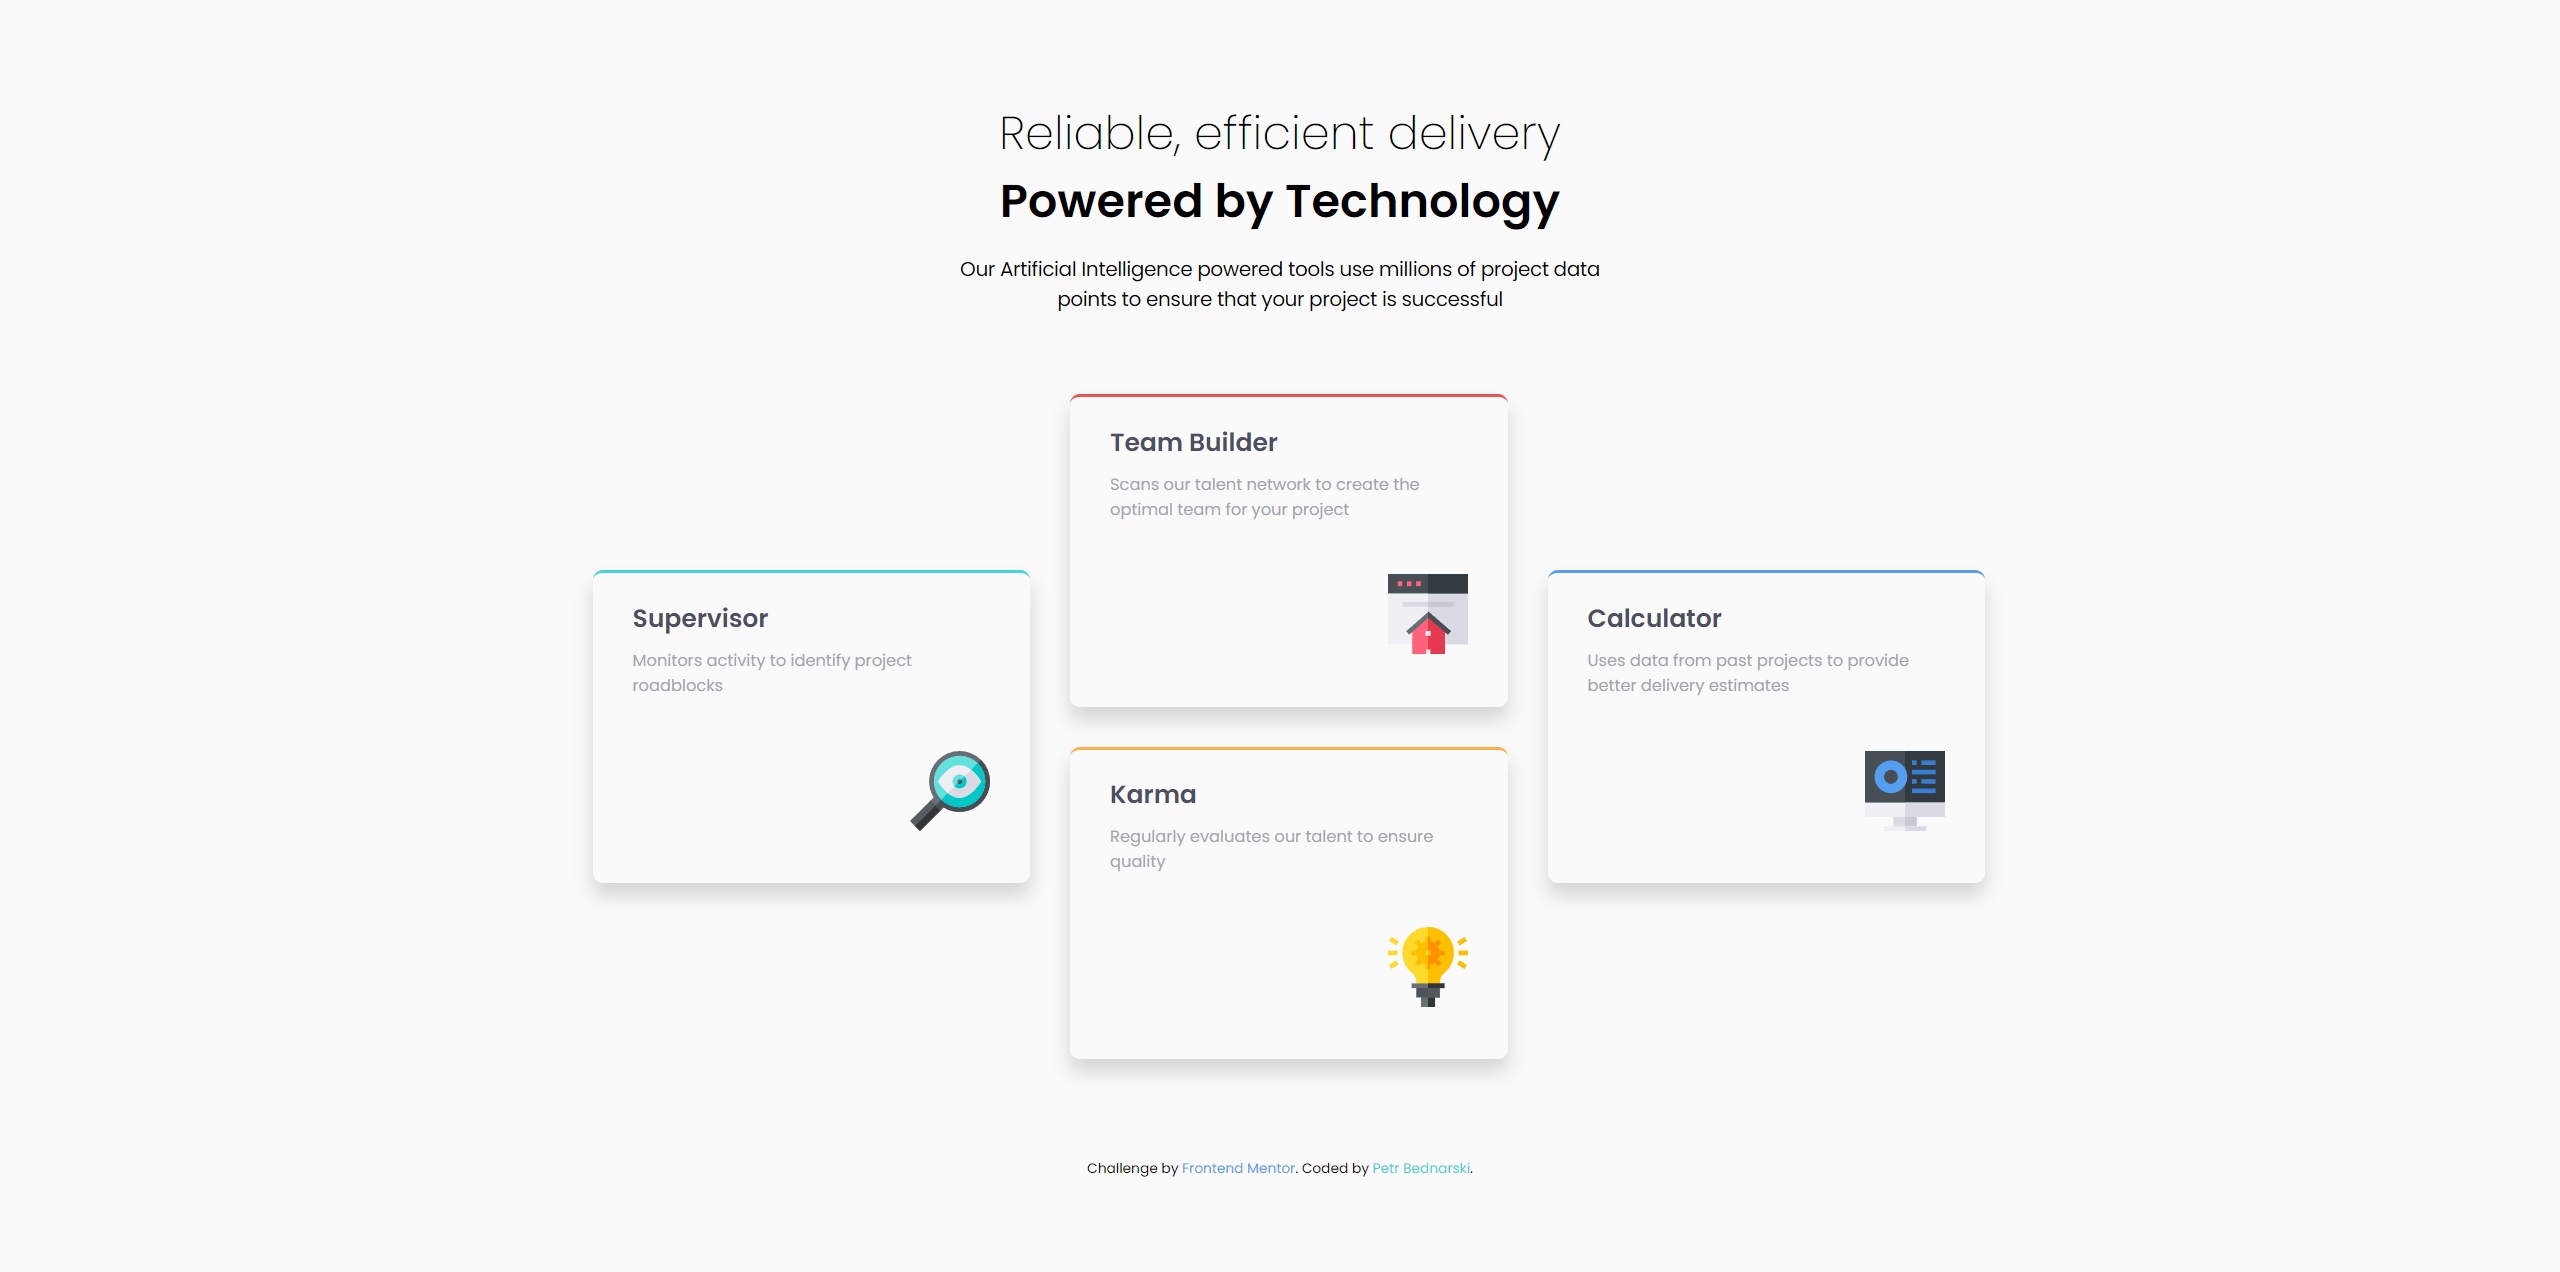 Reliable, efficient delivery
Powered by Technology
Our Artificial Intelligence powered tools use millions of project data
points to ensure that your project is successful
Team Builder
Scans our talent network to create the
optimal team for your project
Supervisor
Monitors activity to identify project
roadblocks
Calculator
Uses data from past projects to provide
better delivery estimates
Karma
Regularly evaluates our talent to ensure
quality
Challenge by Frontend Mentor. Coded by Petr Bednarski.